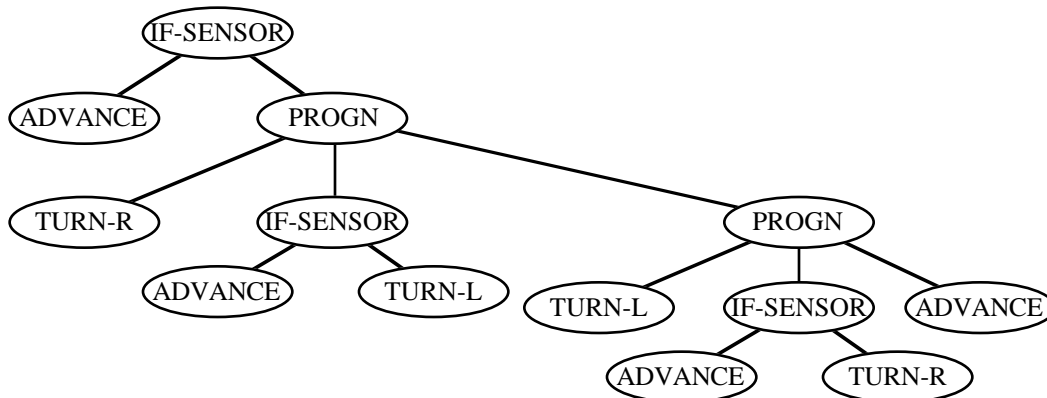 IF-SENSOR
ADVANCE
PROGN
TURN-R
IF-SENSOR
PROGN
ADVANCE
TURN-L
TURN-L
IF-SENSOR
ADVANCE
ADVANCE
TURN-R